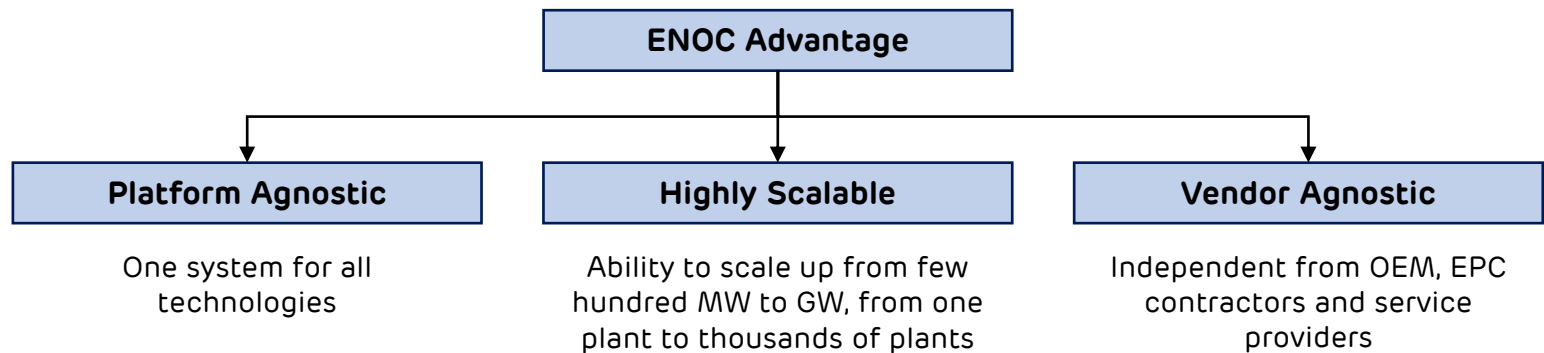 ENOC Advantage
Platform Agnostic
One system for all
technologies
Highly Scalable
Ability to scale up from few
hundred MW to GW, from one
plant to thousands of plants
Vendor Agnostic
Independent from OEM, EPC
contractors and service
providers